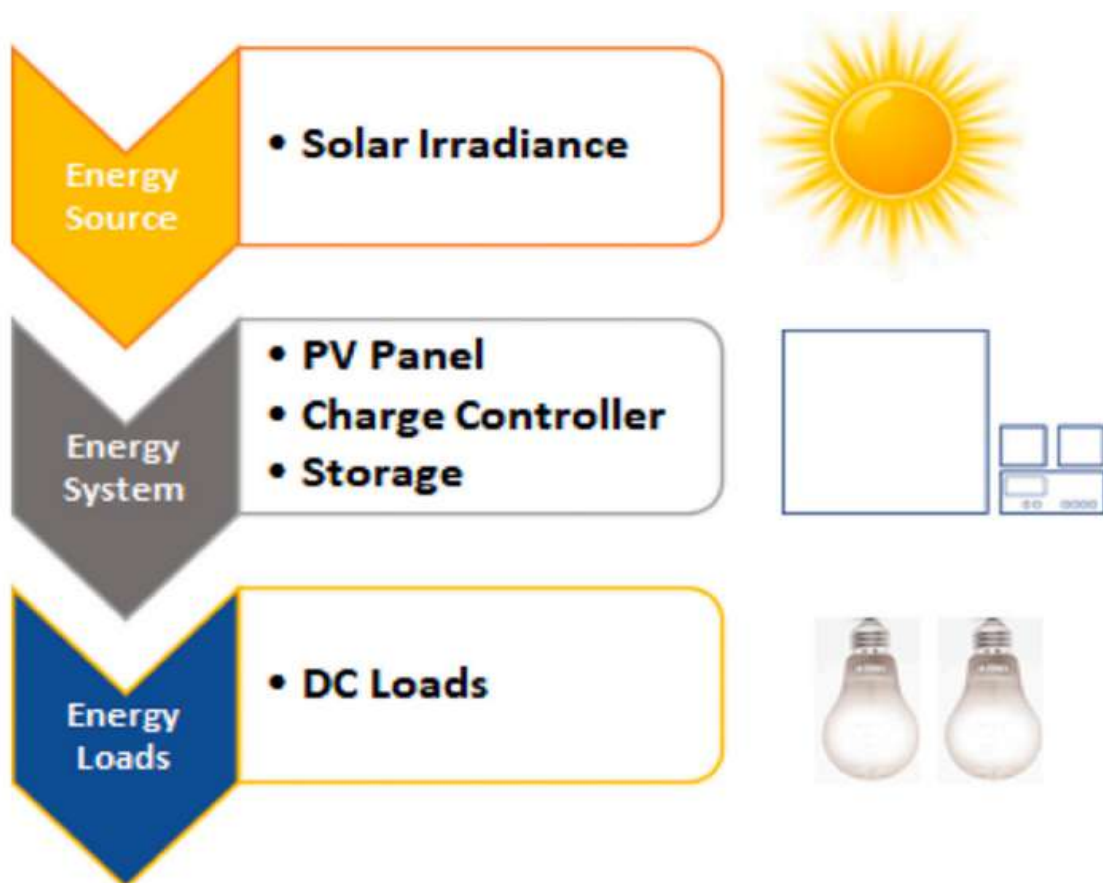 Energy
Source
• Solar Irradiance
Energy
System
• PV Panel
• Charge Controller
• Storage
Energy
Loads
• DC Loads